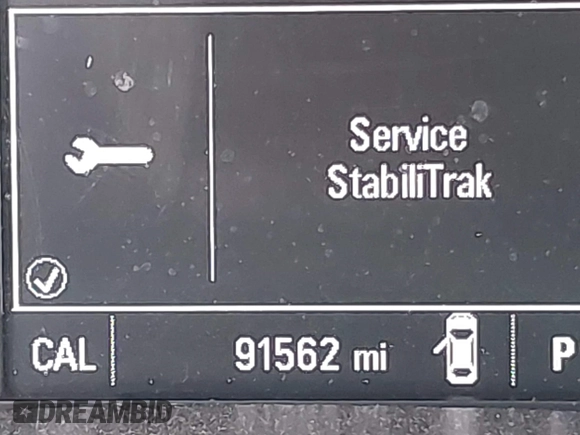 Service
StabiliTrak
CAL 91562 mi P
DREAMBID